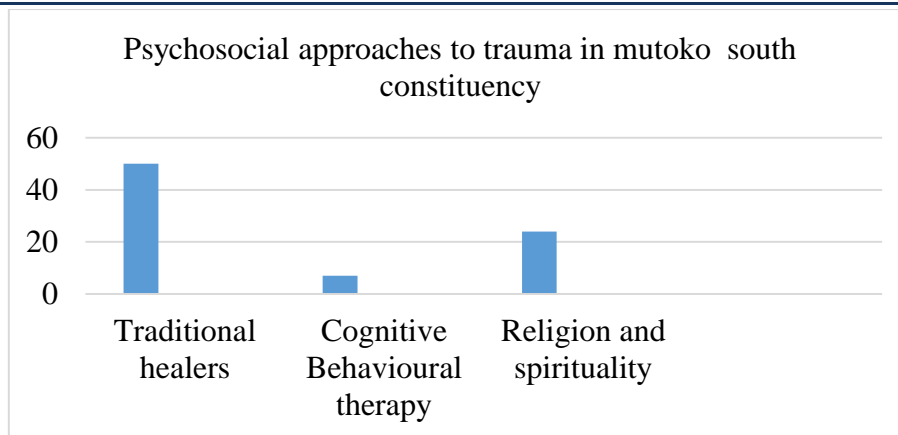 Psychosocial approaches to trauma in mutoko south
constituency
60
40
20
0
Traditional
healers
Cognitive
Behavioural
therapy
Religion and
spirituality